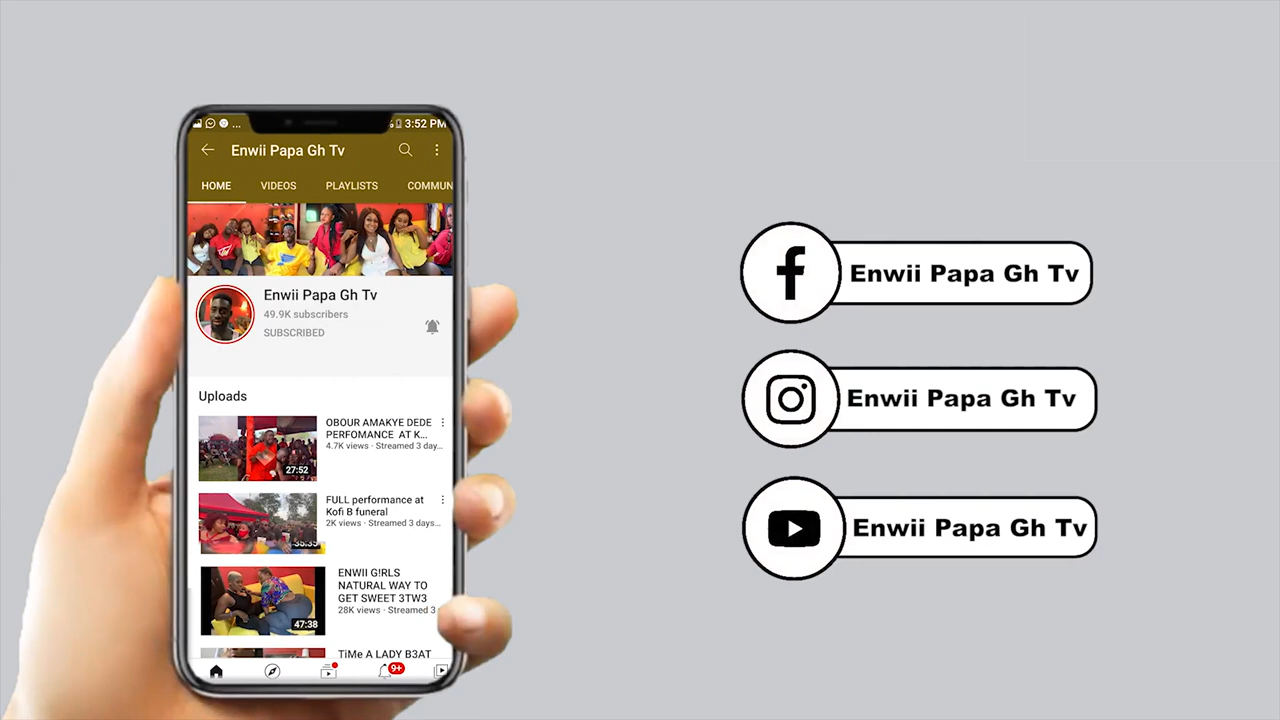 ... 3:52 PM
Enwii Papa Gh Tv
HOME VIDEOS PLAYLISTS COMMUN
Enwii Papa Gh Tv
49.9K subscribers
SUBSCRIBED
Uploads
OBOUR AMAKYE DEDE
PERFOMANCE AT K...
4.7K views · Streamed 3 day...
27:52
FULL performance at
Kofi B funeral
2K views · Streamed 3 days...
35:35
ENWII G!RLS
NATURAL WAY TO
GET SWEET 3TW3
28K views · Streamed 3
47:38
TiMe A LADY B3AT
9+
Enwii Papa Gh Tv
Enwii Papa Gh Tv
Enwii Papa Gh Tv